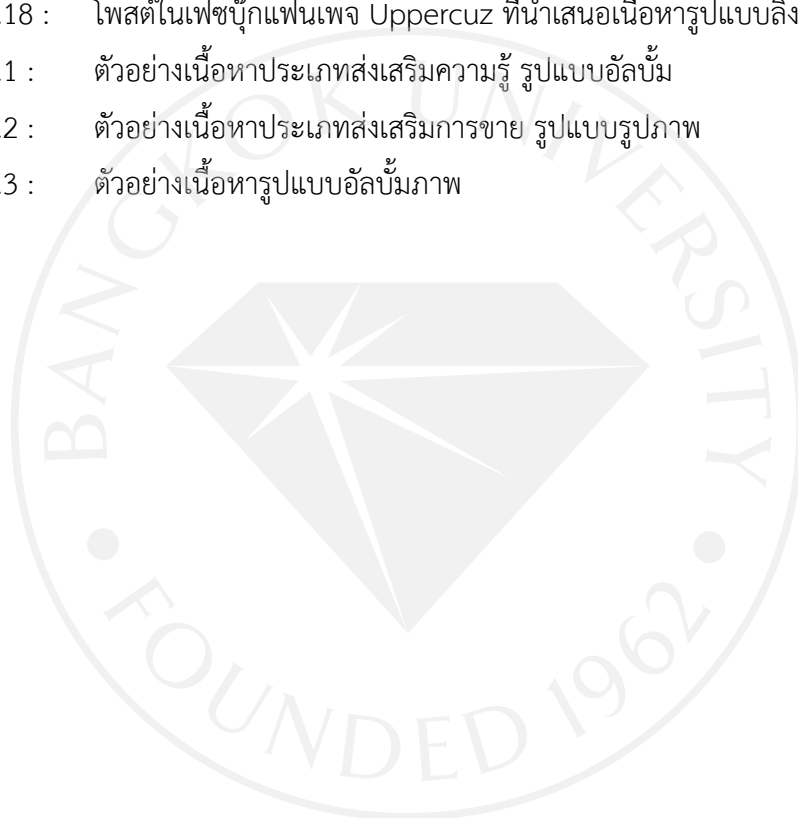 .18 : โพสต์ในเฟซบุ๊กแฟนเพจ Uppercuz ที่นำเสนอเนื้อหารูปแบบลิง
.1 : ตัวอย่างเนื้อหาประเภทส่งเสริมความรู้ รูปแบบอัลบั้ม
.2 : ตัวอย่างเนื้อหาประเภทส่งเสริมการขาย รูปแบบรูปภาพ
.3 : ตัวอย่างเนื้อหารูปแบบอัลบั้มภาพ
BANGKOK UNIVERSITY
FOUNDED 1962